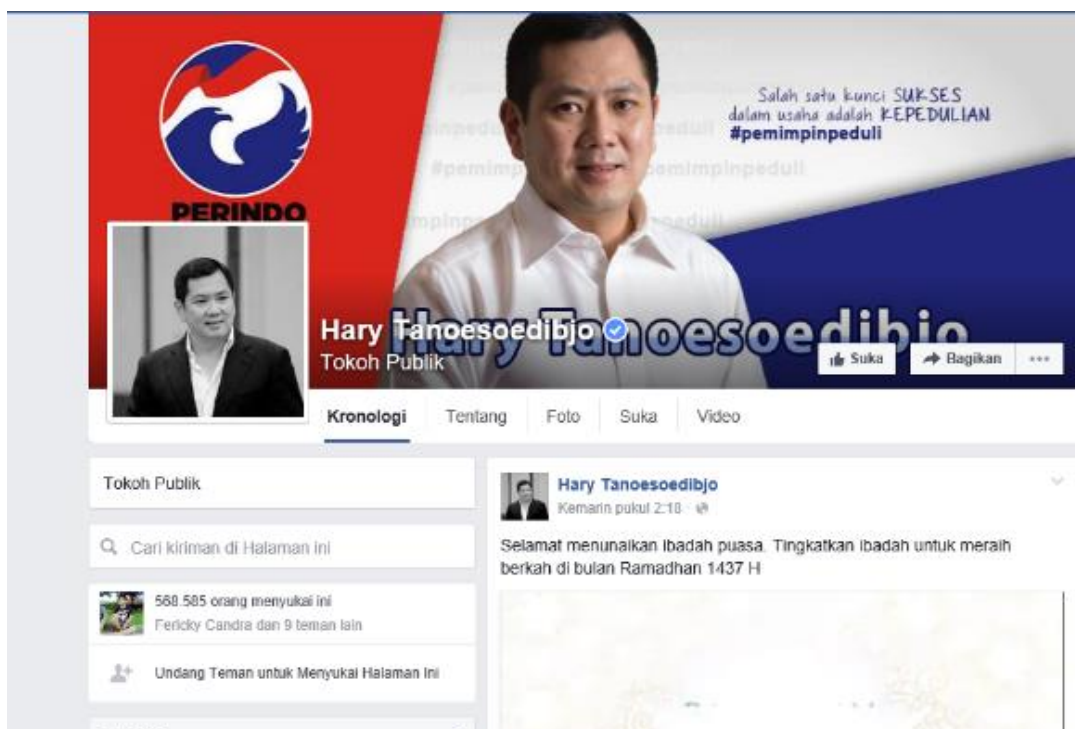 PERINDO
Salah satu kunci SUKSES
dalam usaha adalah KEPEDULIAN
#pemimpinpeduli
Hary Tanoesoedibjo
Hary Tanoesoedibjo
Tokoh Publik
Suka
Bagikan
Kronologi Tentang Foto Suka Video
Tokoh Publik
Cari kiriman di Halaman Ini
568.585 orang menyukai ini
Fericky Candra dan 9 teman lain
Undang Teman untuk Menyukai Halaman Ini
Hary Tanoesoedibjo
Kemarin pukul 2:18
Selamat menunaikan Ibadah puasa. Tingkatkan Ibadah untuk meraih
berkah di bulan Ramadhan 1437 H